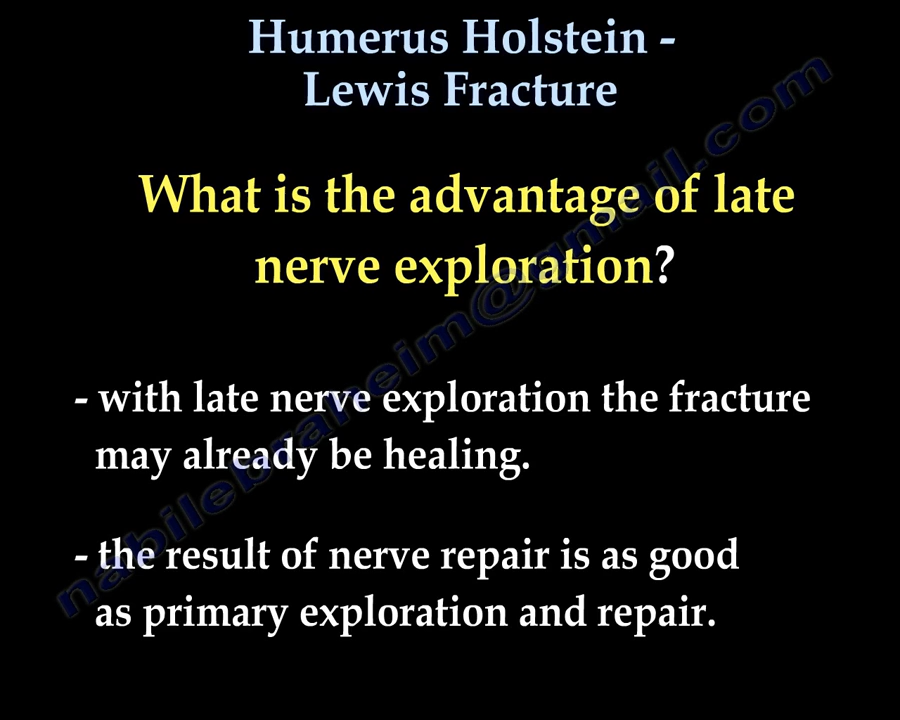 Humerus Holstein -
Lewis Fracture
What is the advantage of late
nerve exploration?
- with late nerve exploration the fracture
may already be healing.
- the result of nerve repair is as good
as primary exploration and repair.
nabilebraheim@gmail.com